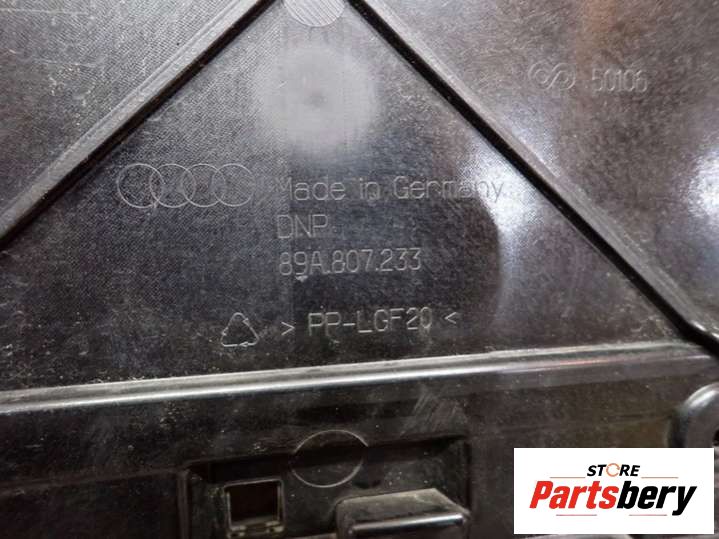 50106
Made in Germany
DNP
89A.807.233
> PP-LGF20 <
STORE
Partsbery